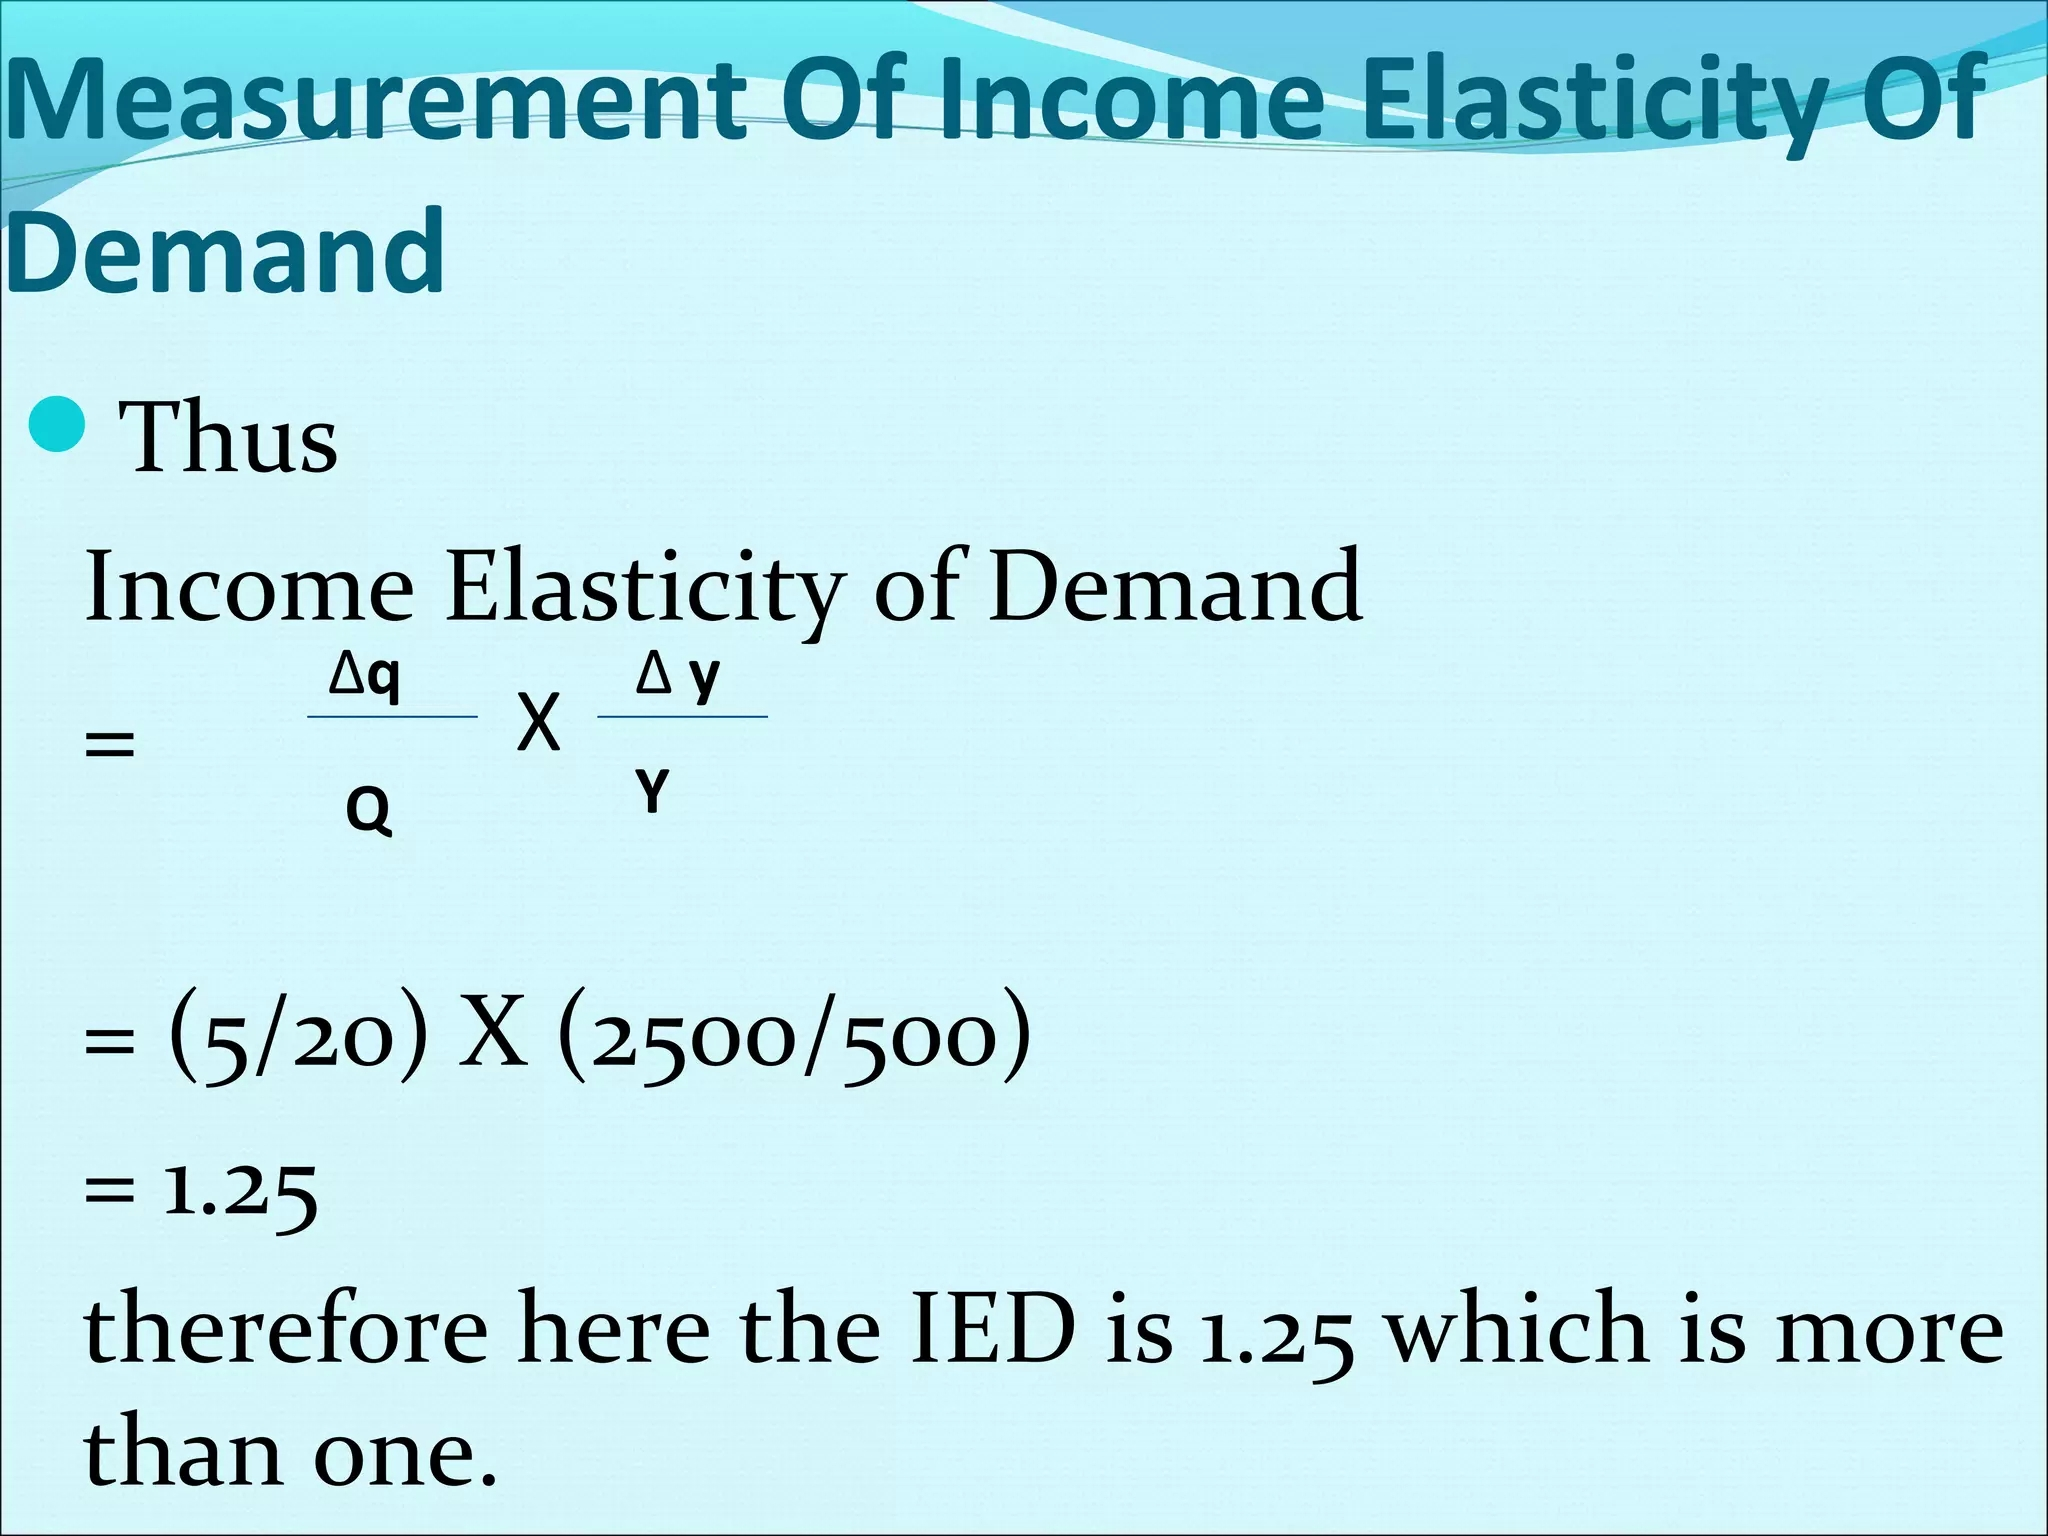 Measurement Of Income Elasticity Of
Demand
Thus
Income Elasticity of Demand
= Δq X Δ y
Q Y
= (5/20) X (2500/500)
= 1.25
therefore here the IED is 1.25 which is more
than one.